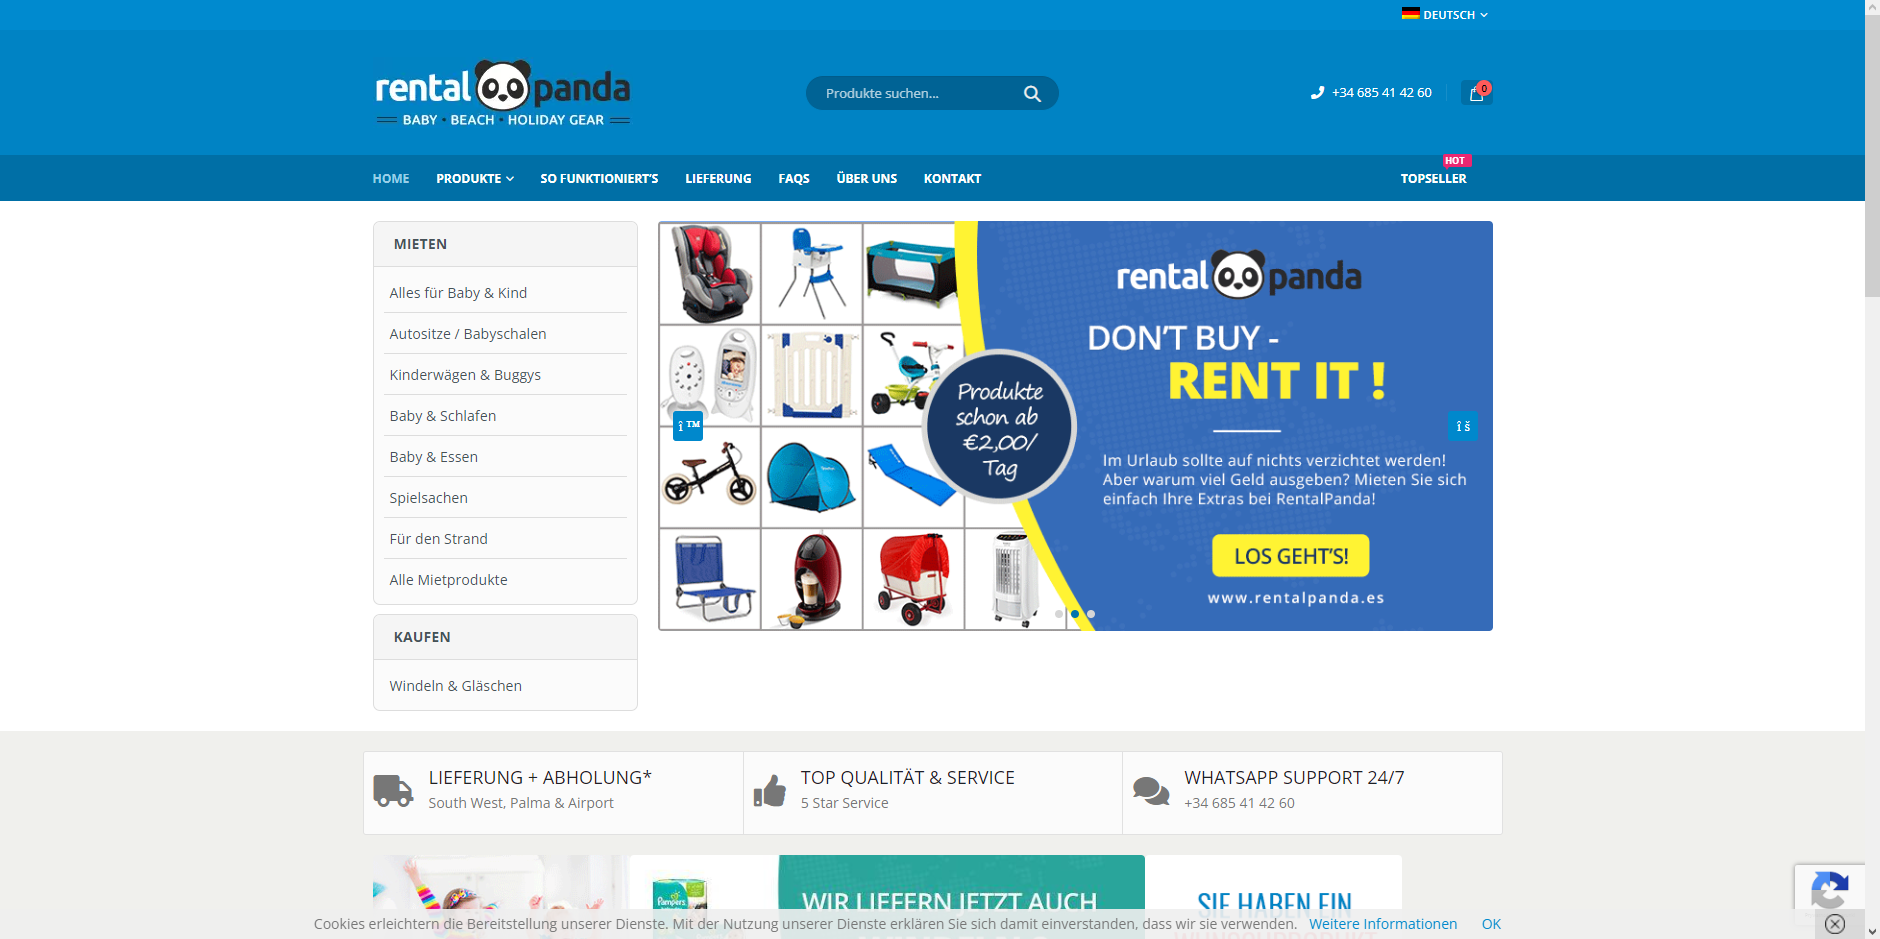 DEUTSCH
rental panda
BABY • BEACH • HOLIDAY GEAR
Produkte suchen...
+34 685 41 42 60
0
HOME
PRODUKTE
SO FUNKTIONIERT'S
LIEFERUNG
FAQS
ÜBER UNS
KONTAKT
HOT
TOPSELLER
MIETEN
Alles für Baby & Kind
Autositze / Babyschalen
Kinderwägen & Buggys
Baby & Schlafen
Baby & Essen
Spielsachen
Für den Strand
Alle Mietprodukte
KAUFEN
Windeln & Gläschen
î ™
Produkte
schon ab
€2,00/
Tag
rental panda
DON'T BUY -
RENT IT !
Im Urlaub sollte auf nichts verzichtet werden!
Aber warum viel Geld ausgeben? Mieten Sie sich
einfach Ihre Extras bei RentalPanda!
LOS GEHT'S!
www.rentalpanda.es
î š
LIEFERUNG + ABHOLUNG*
South West, Palma & Airport
TOP QUALITÄT & SERVICE
5 Star Service
WHATSAPP SUPPORT 24/7
+34 685 41 42 60
Pampers
WIR LIEFERN JETZT AUCH
SIE HABEN EIN
Cookies erleichtern die Bereitstellung unserer Dienste. Mit der Nutzung unserer Dienste erklären Sie sich damit einverstanden, dass wir sie verwenden. Weitere Informationen OK